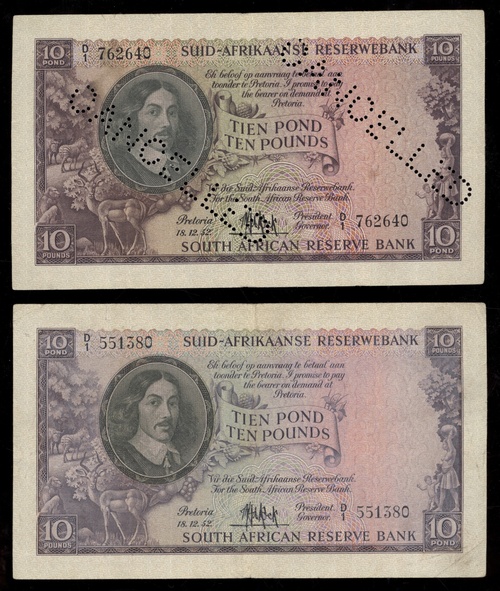 10 POND
D/1 762640
SUID-AFRIKAANSE RESERWEBANK
10 POUNDS
Ek beloof op aanvraag te betaal aan
toonder te Pretoria. I promise to pay
the bearer on demand at
Pretoria.
TIEN POND
TEN POUNDS
CANCELLED
CANCELLED
Vir die Suid-Afrikaanse Reserwebank.
For the South African Reserve Bank.
Pretoria
18.12.52.
President.
Governor.
D/1 762640
10 POUNDS
SOUTH AFRICAN RESERVE BANK
10 POND
10 POND
D/1 551380
SUID-AFRIKAANSE RESERWEBANK
10 POUNDS
Ek beloof op aanvraag te betaal aan
toonder te Pretoria. I promise to pay
the bearer on demand at
Pretoria.
TIEN POND
TEN POUNDS
Vir die Suid-Afrikaanse Reserwebank.
For the South African Reserve Bank.
Pretoria
18.12.52.
President.
Governor.
D/1 551380
10 POUNDS
SOUTH AFRICAN RESERVE BANK
10 POND